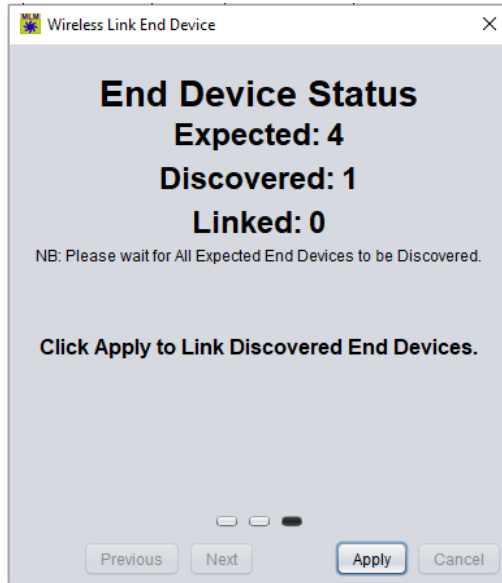 MLM
Wireless Link End Device
End Device Status
Expected: 4
Discovered: 1
Linked: 0
NB: Please wait for All Expected End Devices to be Discovered.
Click Apply to Link Discovered End Devices.
Previous Next Apply Cancel